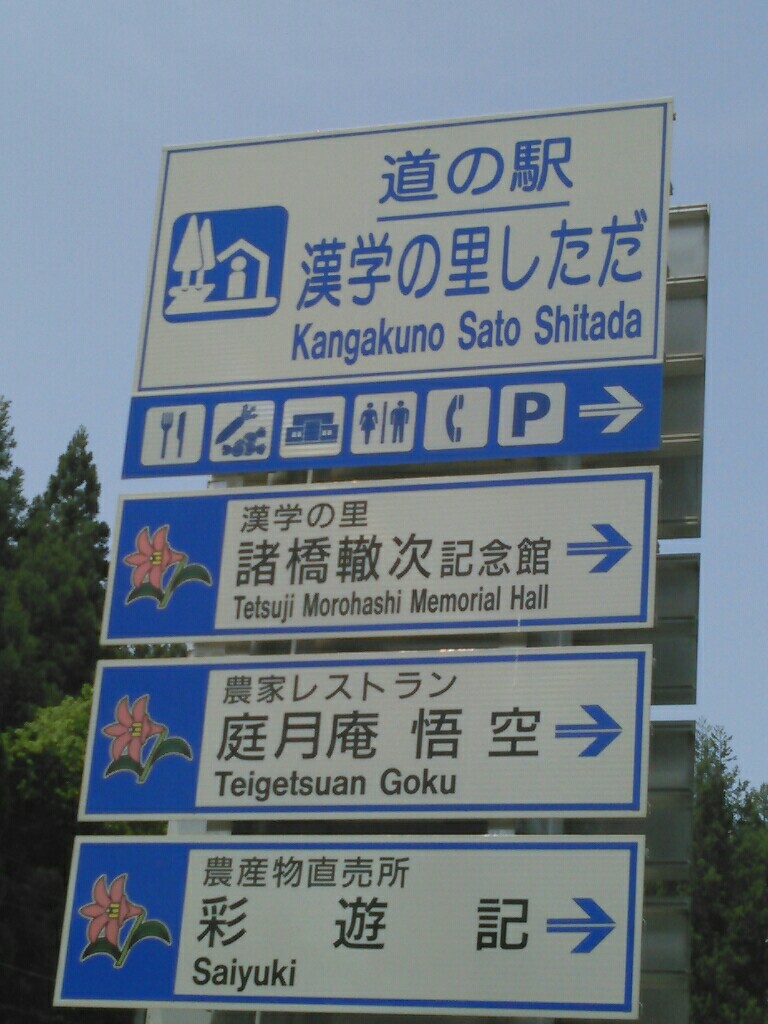 道の駅
漢学の里しただ
Kangakuno Sato Shitada
P
漢学の里
諸橋轍次記念館
Tetsuji Morohashi Memorial Hall
農家レストラン
庭月庵 悟空
Teigetsuan Goku
農産物直売所
彩遊記
Saiyuki